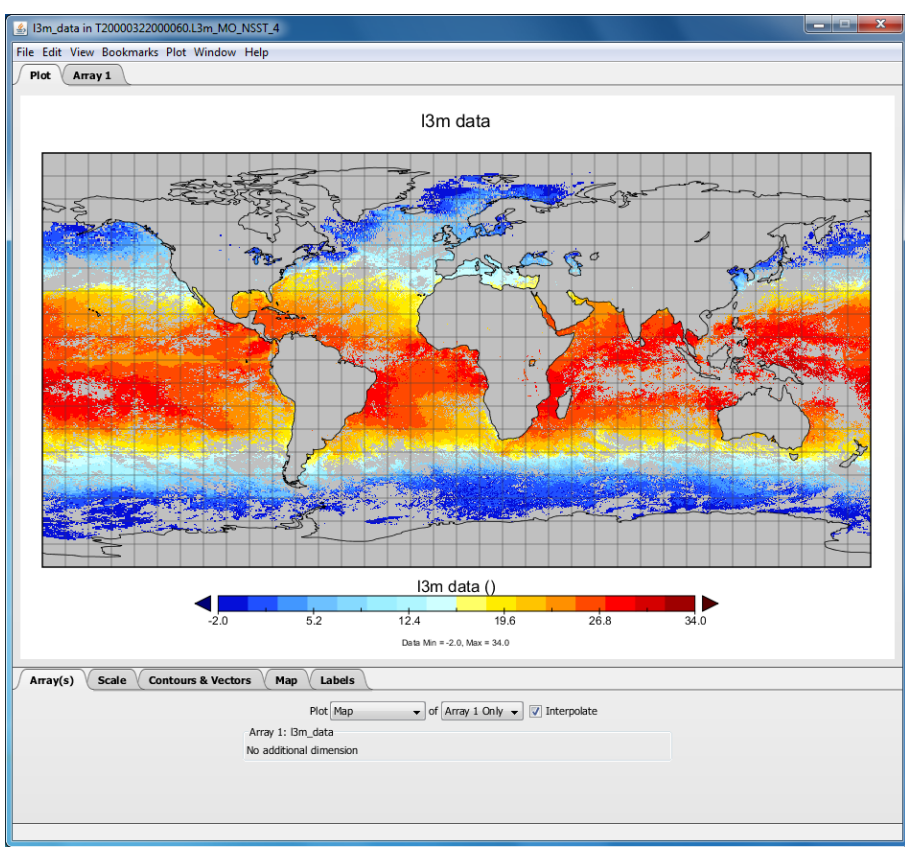 l3m_data in T20000322000060.L3m_MO_NSST_4
File Edit View Bookmarks Plot Window Help
Plot Array 1
l3m data
l3m data ()
-2.0 5.2 12.4 19.6 26.8 34.0
Data Min = -2.0, Max = 34.0
Array(s) Scale Contours & Vectors Map Labels
Plot Map of Array 1 Only Interpolate
Array 1: l3m_data
No additional dimension